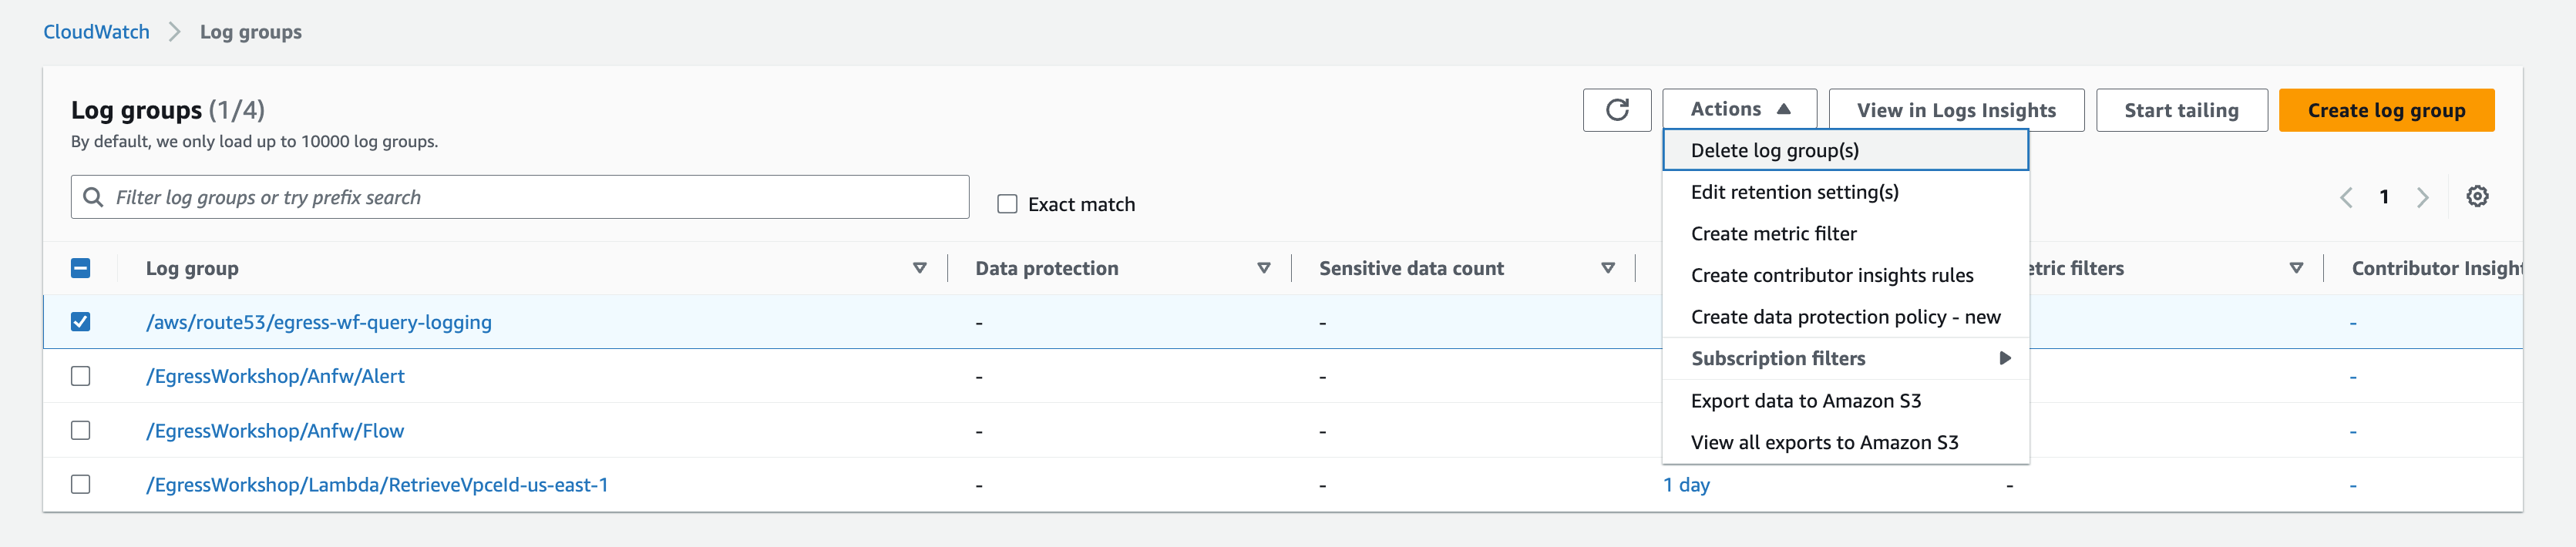 CloudWatch
Log groups
Log groups (1/4)
By default, we only load up to 10000 log groups.
Actions
View in Logs Insights
Start tailing
Create log group
Filter log groups or try prefix search
Exact match
1
Delete log group(s)
Edit retention setting(s)
Create metric filter
Create contributor insights rules
Create data protection policy - new
Subscription filters
Export data to Amazon S3
View all exports to Amazon S3
Log group
Data protection
Sensitive data count
etric filters
Contributor Insigh
/aws/route53/egress-wf-query-logging - - -
/EgressWorkshop/Anfw/Alert - - -
/EgressWorkshop/Anfw/Flow - - -
/EgressWorkshop/Lambda/RetrieveVpceId-us-east-1 - - 1 day - -